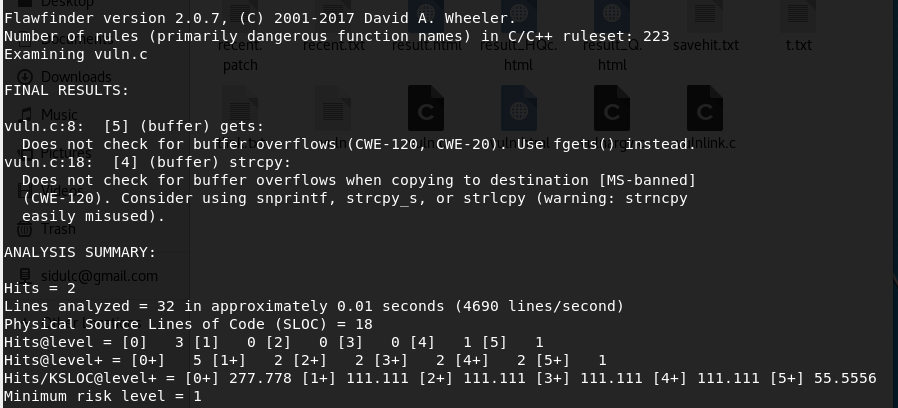 Flawfinder version 2.0.7, (C) 2001-2017 David A. Wheeler.
Number of rules (primarily dangerous function names) in C/C++ ruleset: 223
Examining vuln.c
FINAL RESULTS:
vuln.c:8:  [5] (buffer) gets:
  Does not check for buffer overflows (CWE-120, CWE-20). Use fgets() instead.
vuln.c:18:  [4] (buffer) strcpy:
  Does not check for buffer overflows when copying to destination [MS-banned]
  (CWE-120). Consider using snprintf, strcpy_s, or strlcpy (warning: strncpy
  easily misused).
ANALYSIS SUMMARY:
Hits = 2
Lines analyzed = 32 in approximately 0.01 seconds (4690 lines/second)
Physical Source Lines of Code (SLOC) = 18
Hits@level = [0]   3 [1]   0 [2]   0 [3]   0 [4]   1 [5]   1
Hits@level+ = [0+]   5 [1+]   2 [2+]   2 [3+]   2 [4+]   2 [5+]   1
Hits/KSLOC@level+ = [0+] 277.778 [1+] 111.111 [2+] 111.111 [3+] 111.111 [4+] 111.111 [5+] 55.5556
Minimum risk level = 1
Desktop
Downloads
Music
Pictures
Trash
sidulc@gmail.com
recent.
patch
recent.txt
result.html
result_HQc.
html
result_Q.
html
savehit.txt
t.txt